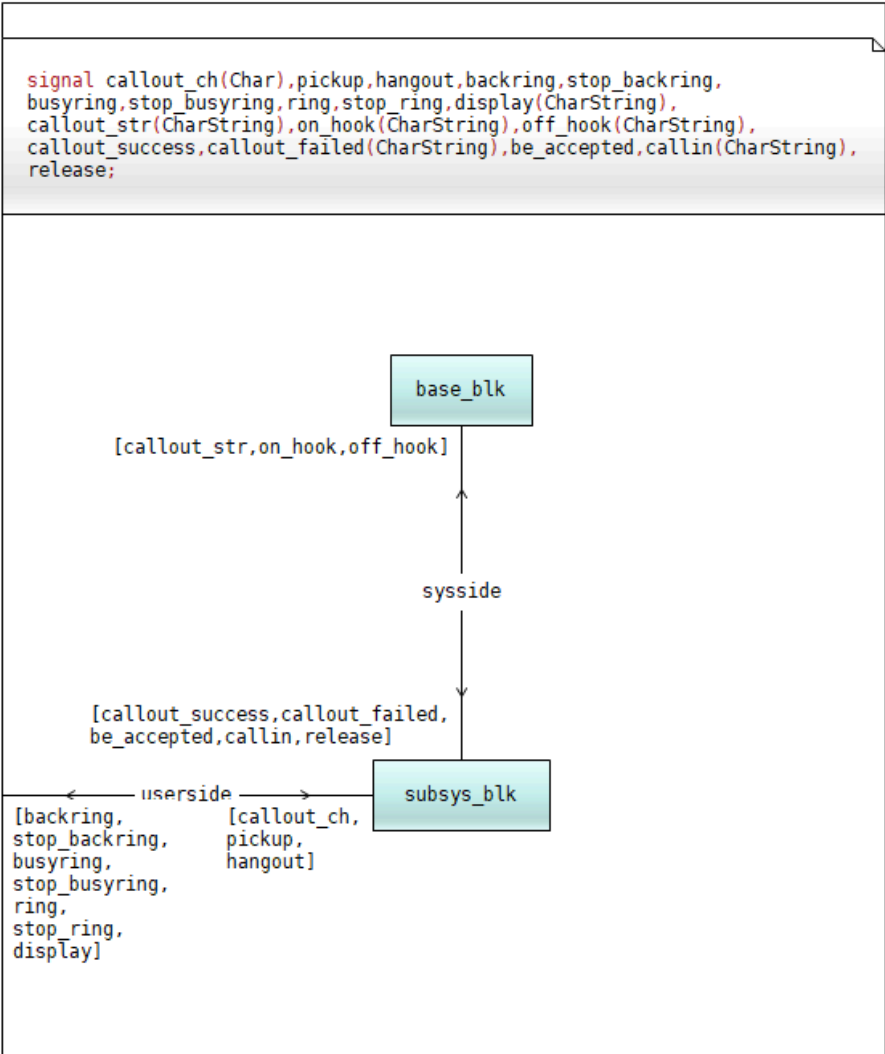 signal callout_ch(Char),pickup,hangout,backring,stop_backring,
busyring,stop_busyring,ring,stop_ring,display(CharString),
callout_str(CharString),on_hook(CharString),off_hook(CharString),
callout_success,callout_failed(CharString),be_accepted,callin(CharString),
release;
base_blk
[callout_str,on_hook,off_hook]
sysside
[callout_success,callout_failed,
be_accepted,callin,release]
userside
subsys_blk
[backring,
stop_backring,
busyring,
stop_busyring,
ring,
stop_ring,
display]
[callout_ch,
pickup,
hangout]